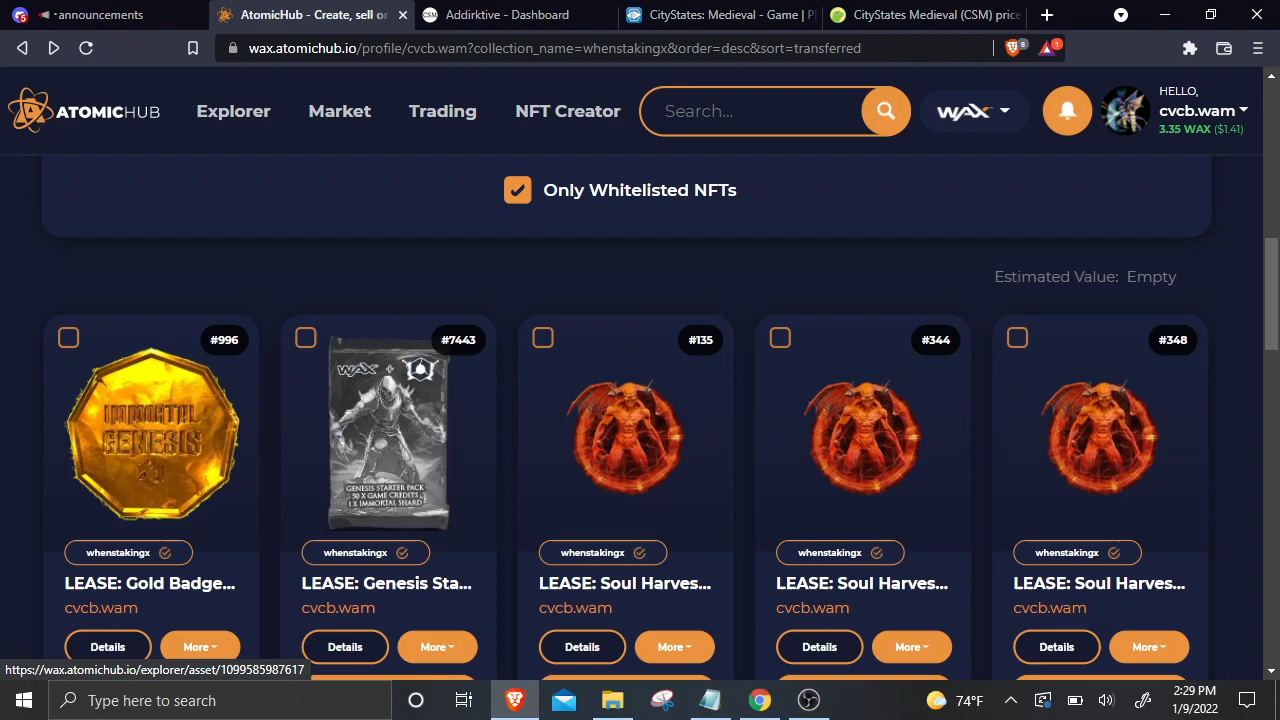 •announcements
AtomicHub - Create, sell or
Addirktive - Dashboard
CityStates: Medieval - Game | Pl
CityStates Medieval (CSM) price
wax.atomichub.io/profile/cvcb.wam?collection_name=whenstakingx&order=desc&sort=transferred
8
1
ATOMICHUB
Explorer
Market
Trading
NFT Creator
Search...
WAX
HELLO,
cvcb.wam
3.35 WAX ($1.41)
Only Whitelisted NFTs
Estimated Value: Empty
#996
#7443
#135
#344
#348
IMMORTAL
GENESIS
WAX +
GENESIS STARTER PACK
50 X GAME CREDITS
1 X IMMORTAL SHARD
whenstakingx
whenstakingx
whenstakingx
whenstakingx
whenstakingx
LEASE: Gold Badge...
LEASE: Genesis Sta...
LEASE: Soul Harves...
LEASE: Soul Harves...
LEASE: Soul Harves...
cvcb.wam
cvcb.wam
cvcb.wam
cvcb.wam
cvcb.wam
Details
More
Details
More
Details
More
Details
More
Details
More
https://wax.atomichub.io/explorer/asset/1099585987617
Type here to search
74°F
2:29 PM
1/9/2022